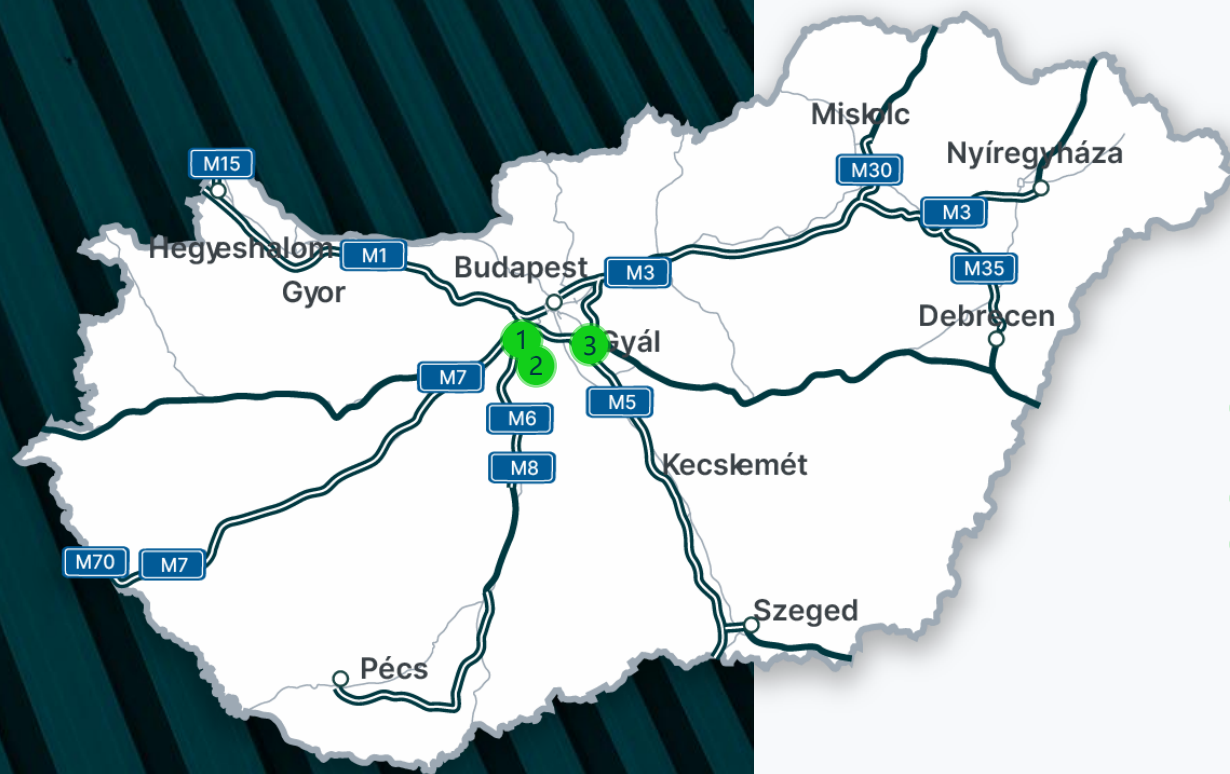 Miskolc
Nyíregyháza
M15
M30
M3
Hegyeshalom
M1
Budapest
M3
M35
Gyor
Debrecen
1
3
Gyál
2
M7
M6
M5
M8
Kecskemét
M70
M7
Szeged
Pécs